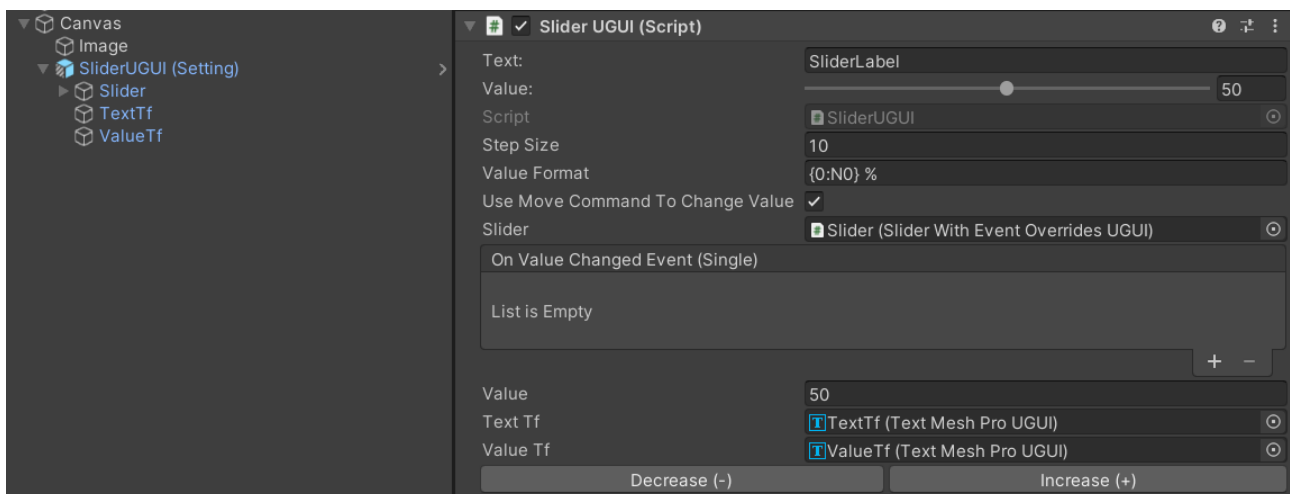 Canvas
Image
SliderUGUI (Setting)
Slider
TextTf
ValueTf
# Slider UGUI (Script)
Text: SliderLabel
Value: 50
Script # SliderUGUI
Step Size 10
Value Format {0:N0} %
Use Move Command To Change Value
Slider # Slider (Slider With Event Overrides UGUI)
On Value Changed Event (Single)
List is Empty
+ −
Value 50
Text Tf T TextTf (Text Mesh Pro UGUI)
Value Tf T ValueTf (Text Mesh Pro UGUI)
Decrease (-) Increase (+)